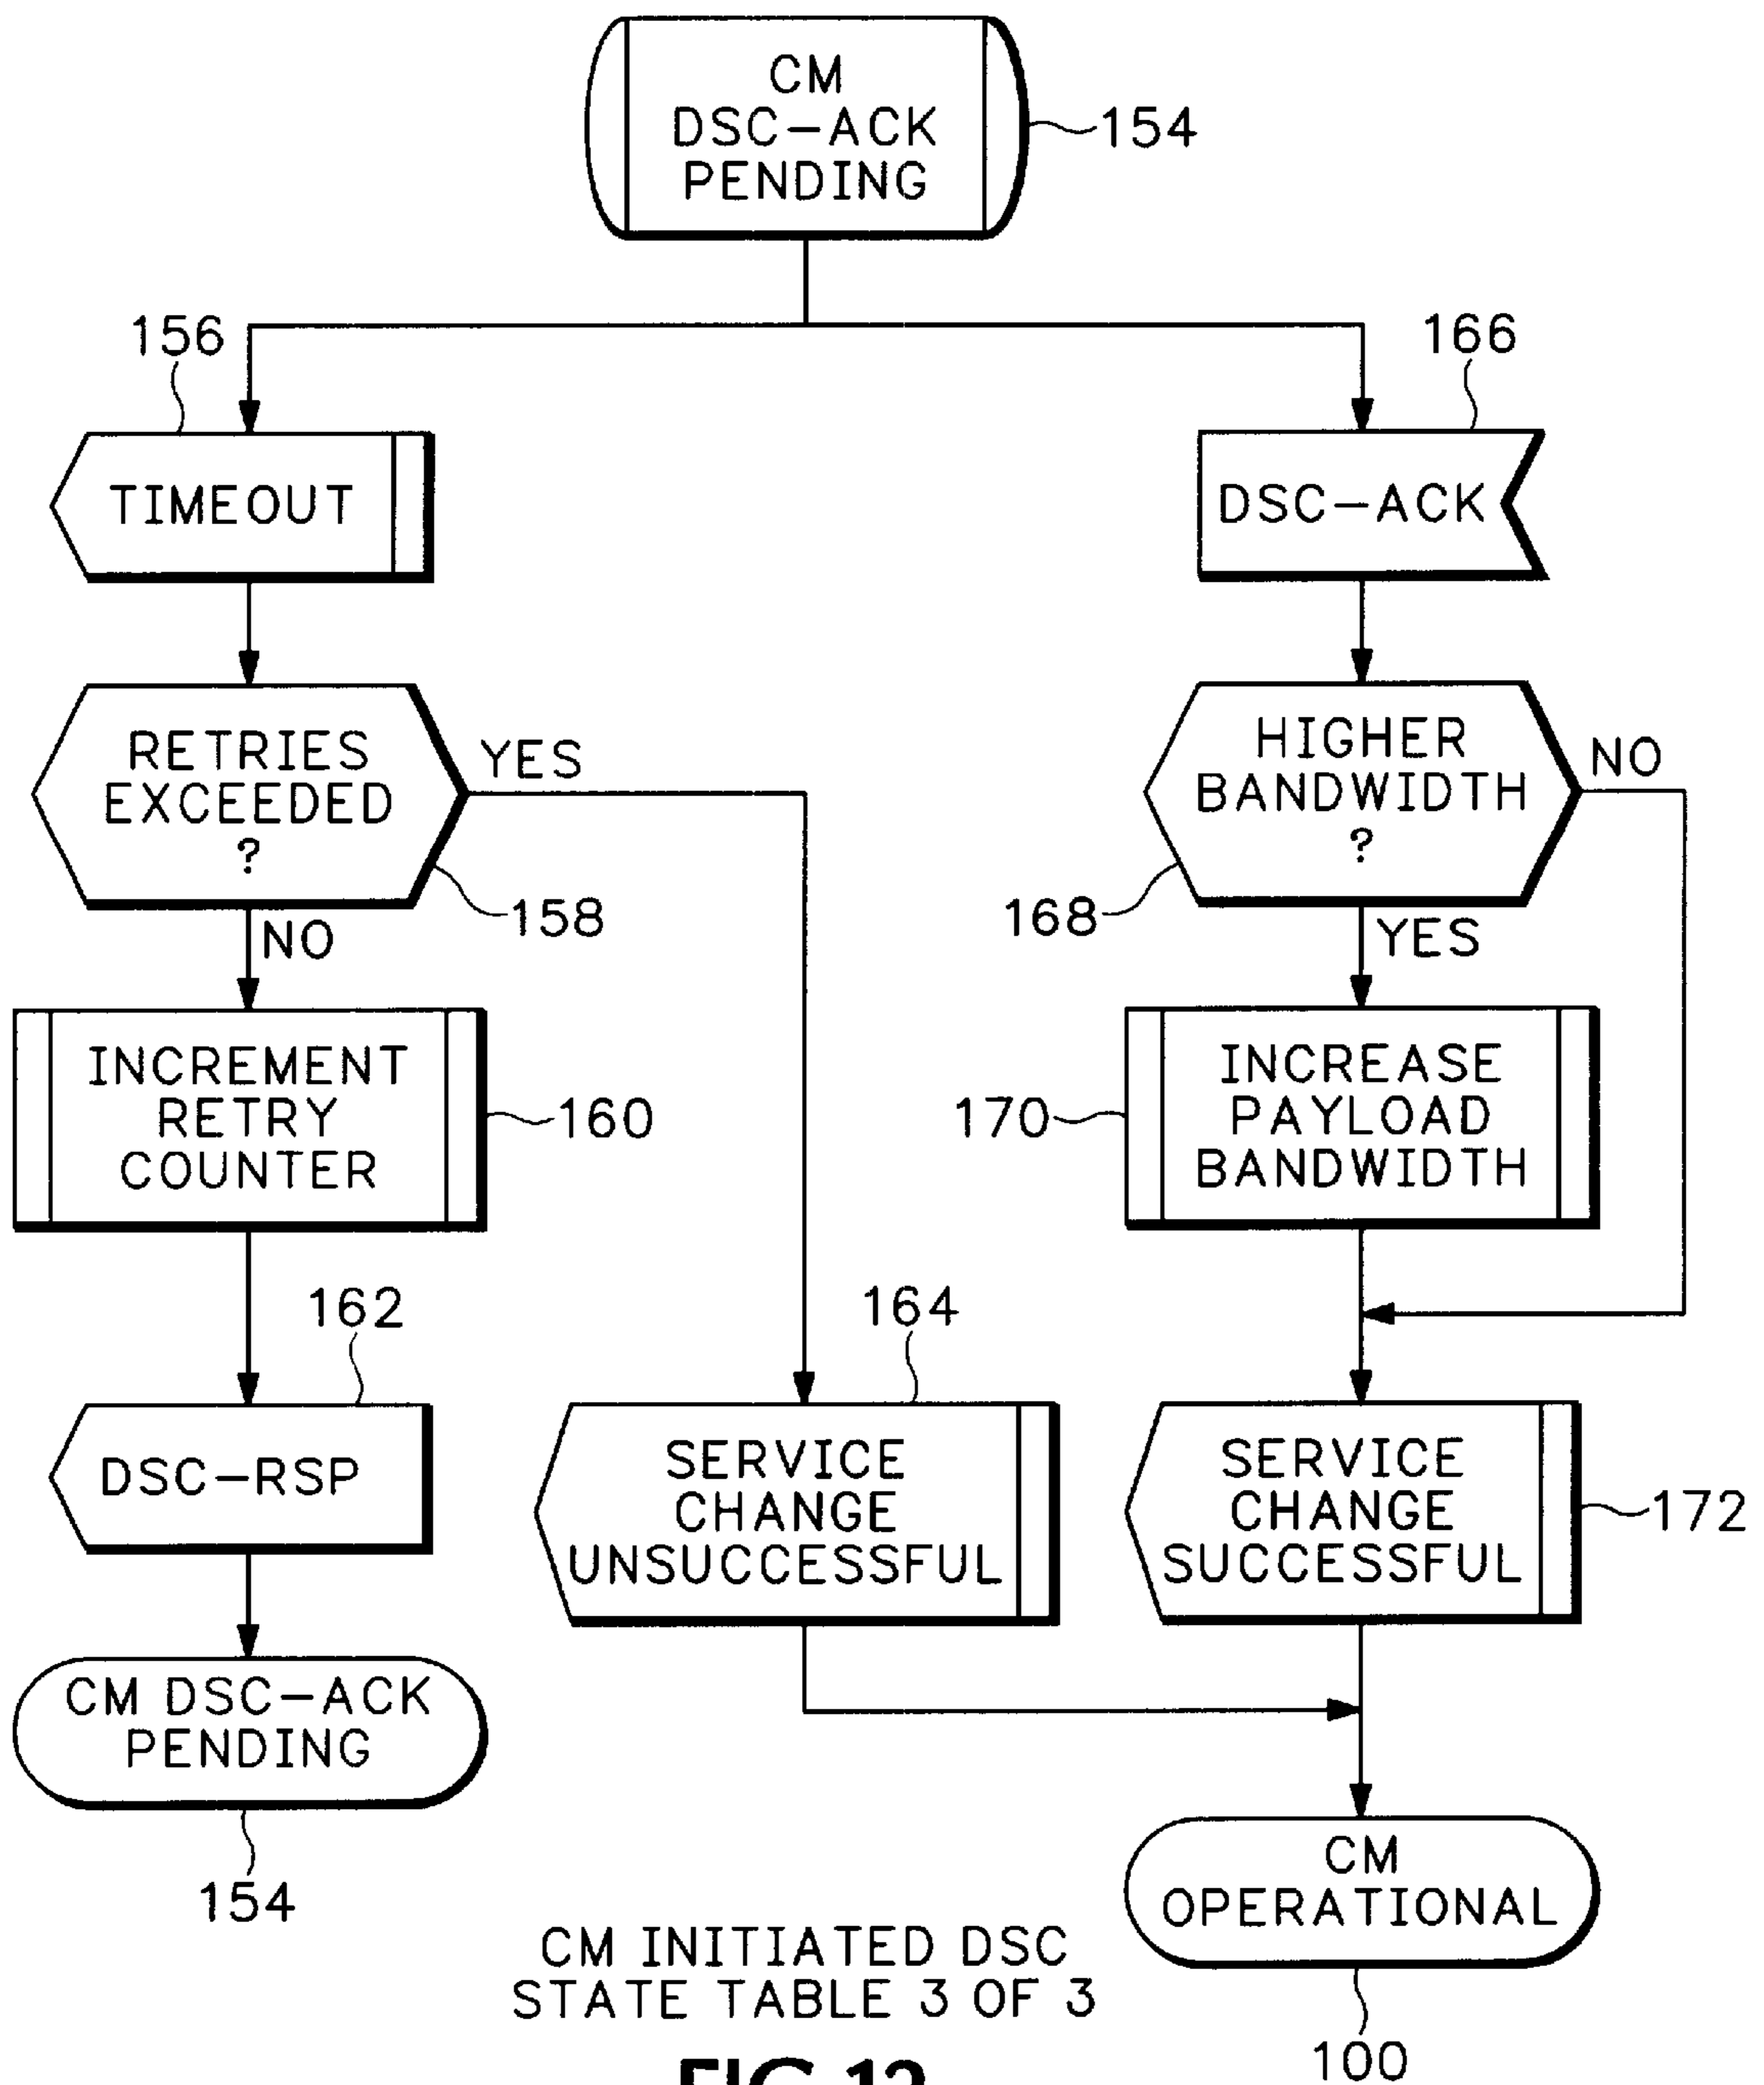 CM
DSC-ACK
PENDING
154
156
166
TIMEOUT
DSC-ACK
RETRIES
EXCEEDED
?
YES
158
NO
HIGHER
BANDWIDTH
?
NO
168
YES
INCREMENT
RETRY
COUNTER
160
170
INCREASE
PAYLOAD
BANDWIDTH
162
164
DSC-RSP
SERVICE
CHANGE
UNSUCCESSFUL
SERVICE
CHANGE
SUCCESSFUL
172
CM DSC-ACK
PENDING
154
CM
OPERATIONAL
100
CM INITIATED DSC
STATE TABLE 3 OF 3